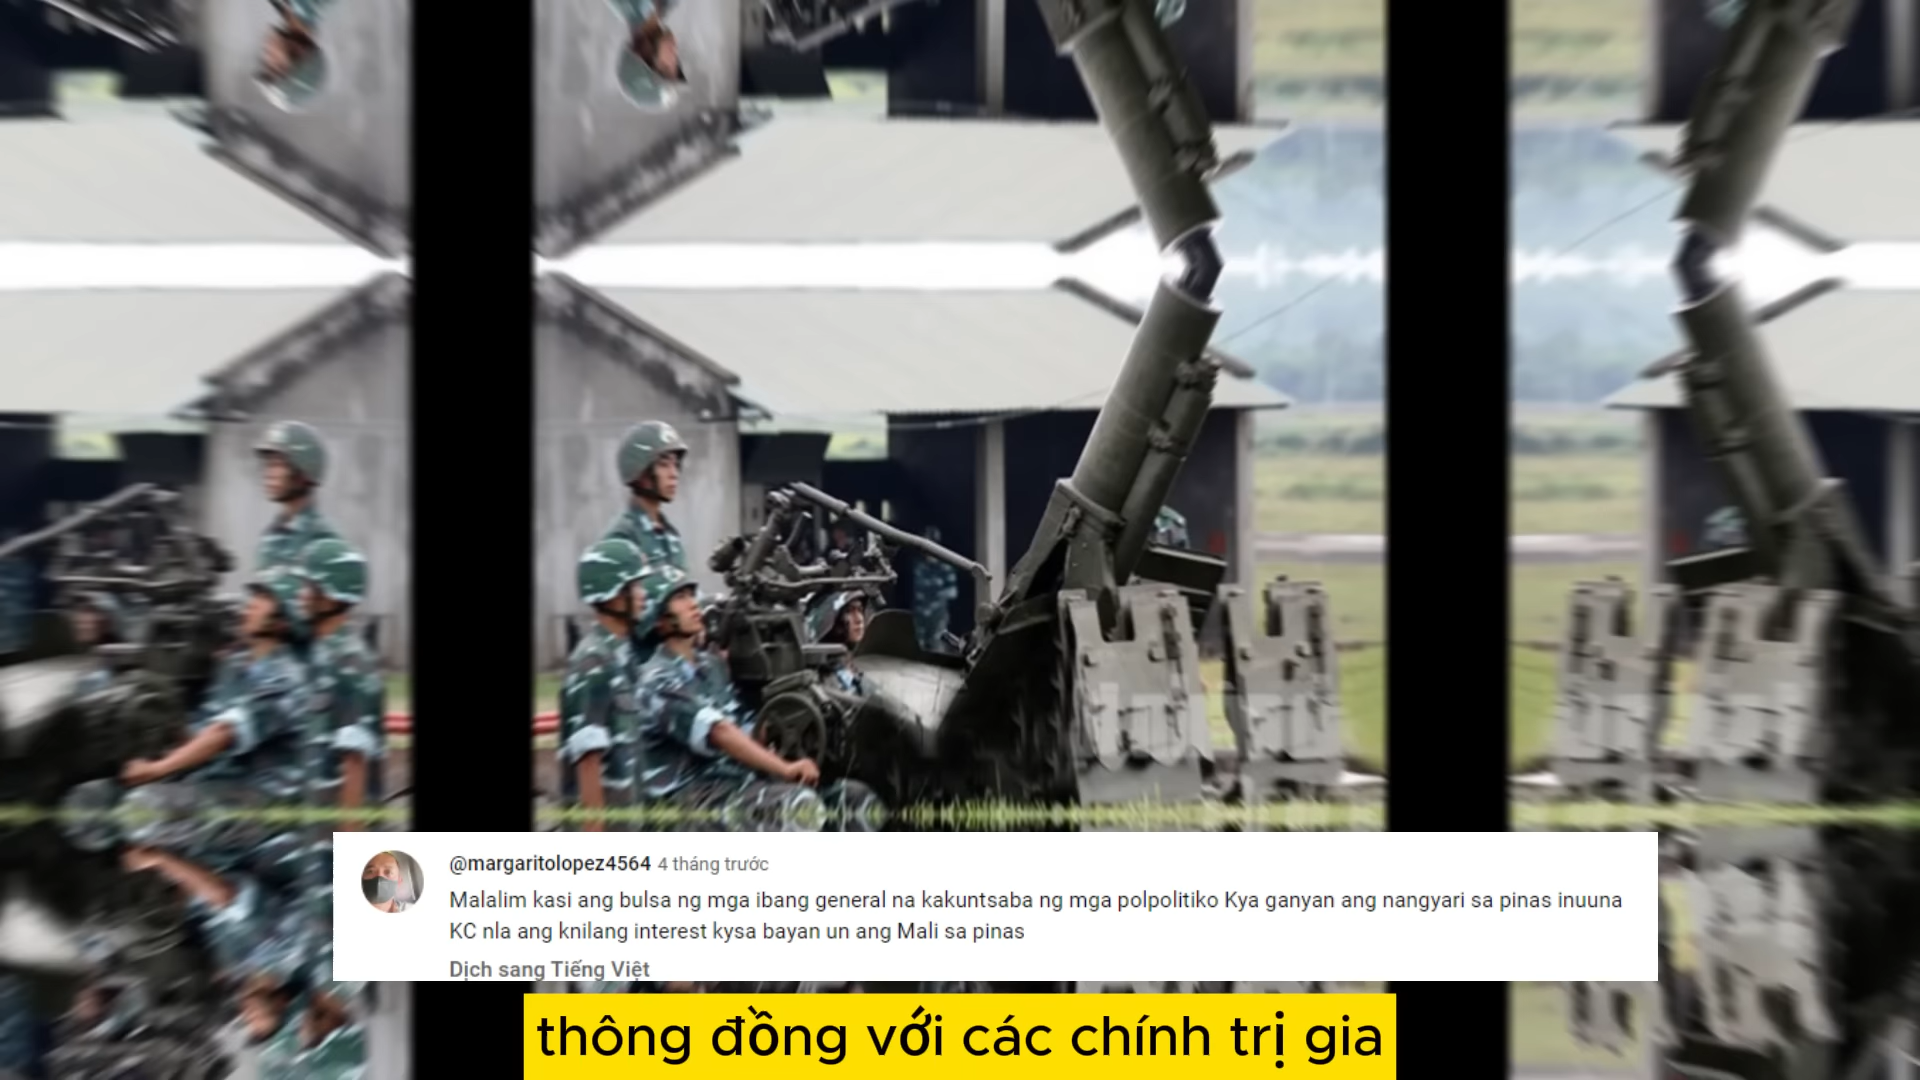 @margaritolopez4564 4 tháng trước
Malalim kasi ang bulsa ng mga ibang general na kakuntsaba ng mga polpolitiko Kya ganyan ang nangyari sa pinas inuuna
KC nla ang knilang interest kysa bayan un ang Mali sa pinas
Dịch sang Tiếng Việt
thông đồng với các chính trị gia